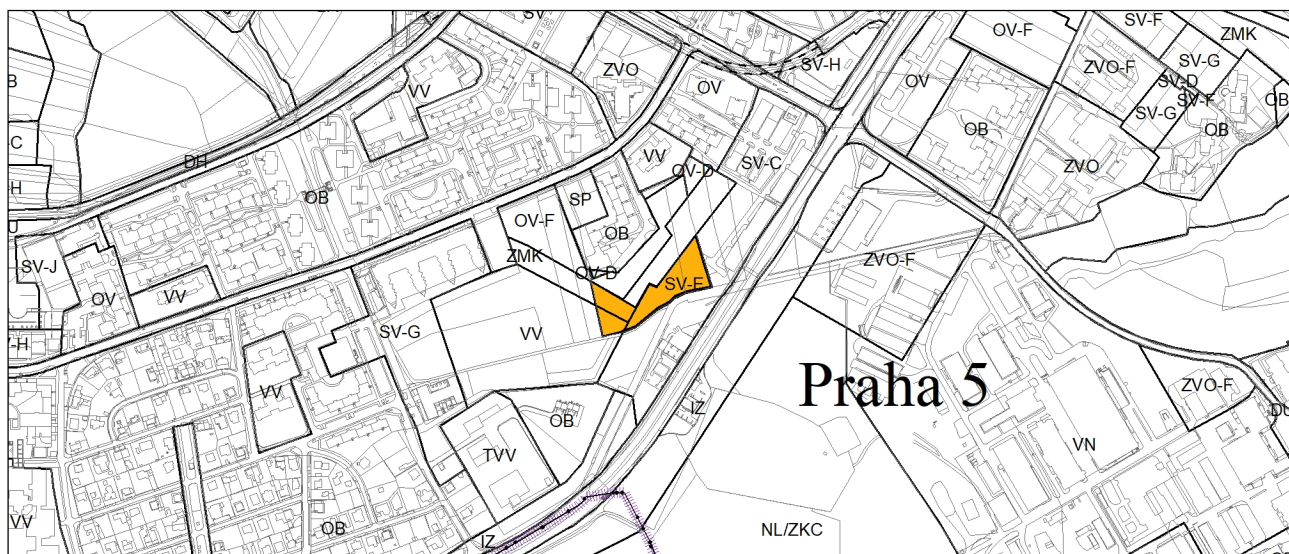 SV
SV-F
ZMK
OV-F
VV
ZVO
SV-H
OV
ZVO-F
SV-G
SV-D
SV-F
OV
B
OB
SV-G
OB
C
OB
ZVO
VV
OV-D
SV-C
DH
H
OB
SP
U
OV-F
OB
ZMK
SV-J
OV-D
SV-E
ZVO-F
OV
VV
SV-G
VV
V-H
VV
Praha 5
ZVO-F
IZ
OB
DU
VN
TVV
VV
OB
NL/ZKC
IZ